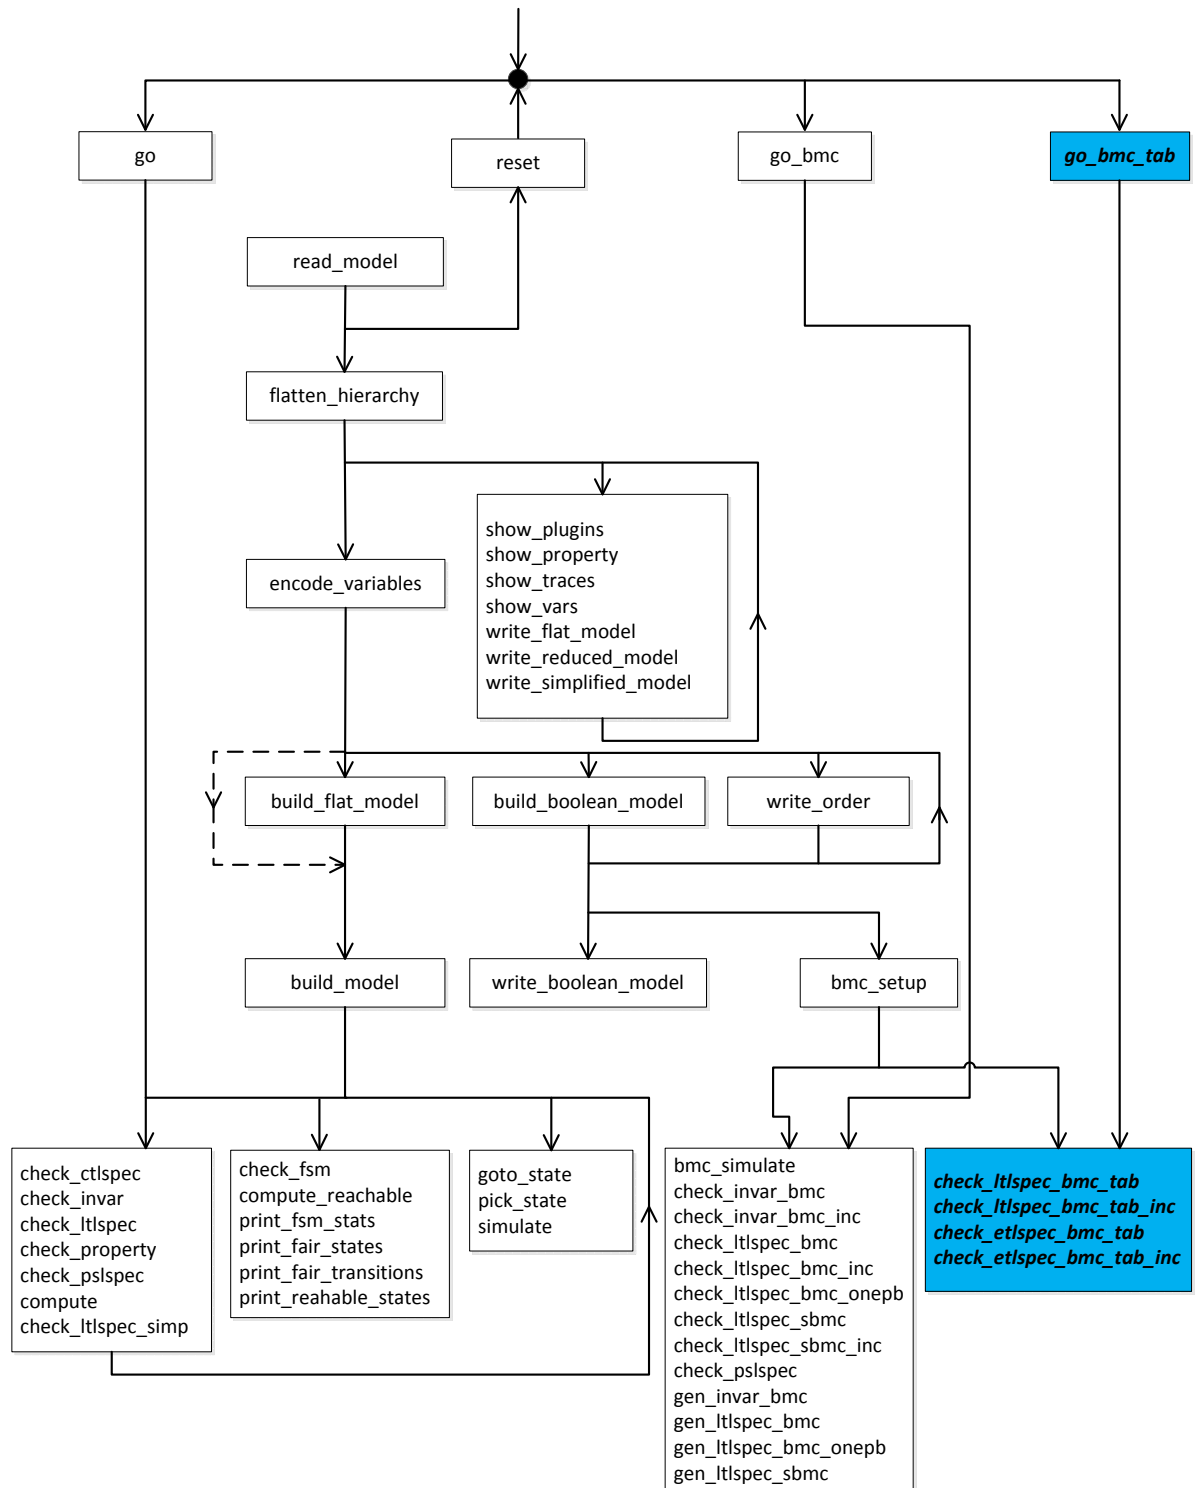 go
reset
go_bmc
go_bmc_tab
read_model
flatten_hierarchy
show_plugins
show_property
show_traces
show_vars
write_flat_model
write_reduced_model
write_simplified_model
encode_variables
build_flat_model
build_boolean_model
write_order
build_model
write_boolean_model
bmc_setup
check_ctlspec
check_invar
check_ltlspec
check_property
check_pslspec
compute
check_ltlspec_simp
check_fsm
compute_reachable
print_fsm_stats
print_fair_states
print_fair_transitions
print_reahable_states
goto_state
pick_state
simulate
bmc_simulate
check_invar_bmc
check_invar_bmc_inc
check_ltlspec_bmc
check_ltlspec_bmc_inc
check_ltlspec_bmc_onepb
check_ltlspec_sbmc
check_ltlspec_sbmc_inc
check_pslspec
gen_invar_bmc
gen_ltlspec_bmc
gen_ltlspec_bmc_onepb
gen_ltlspec_sbmc
check_ltlspec_bmc_tab
check_ltlspec_bmc_tab_inc
check_etlspec_bmc_tab
check_etlspec_bmc_tab_inc